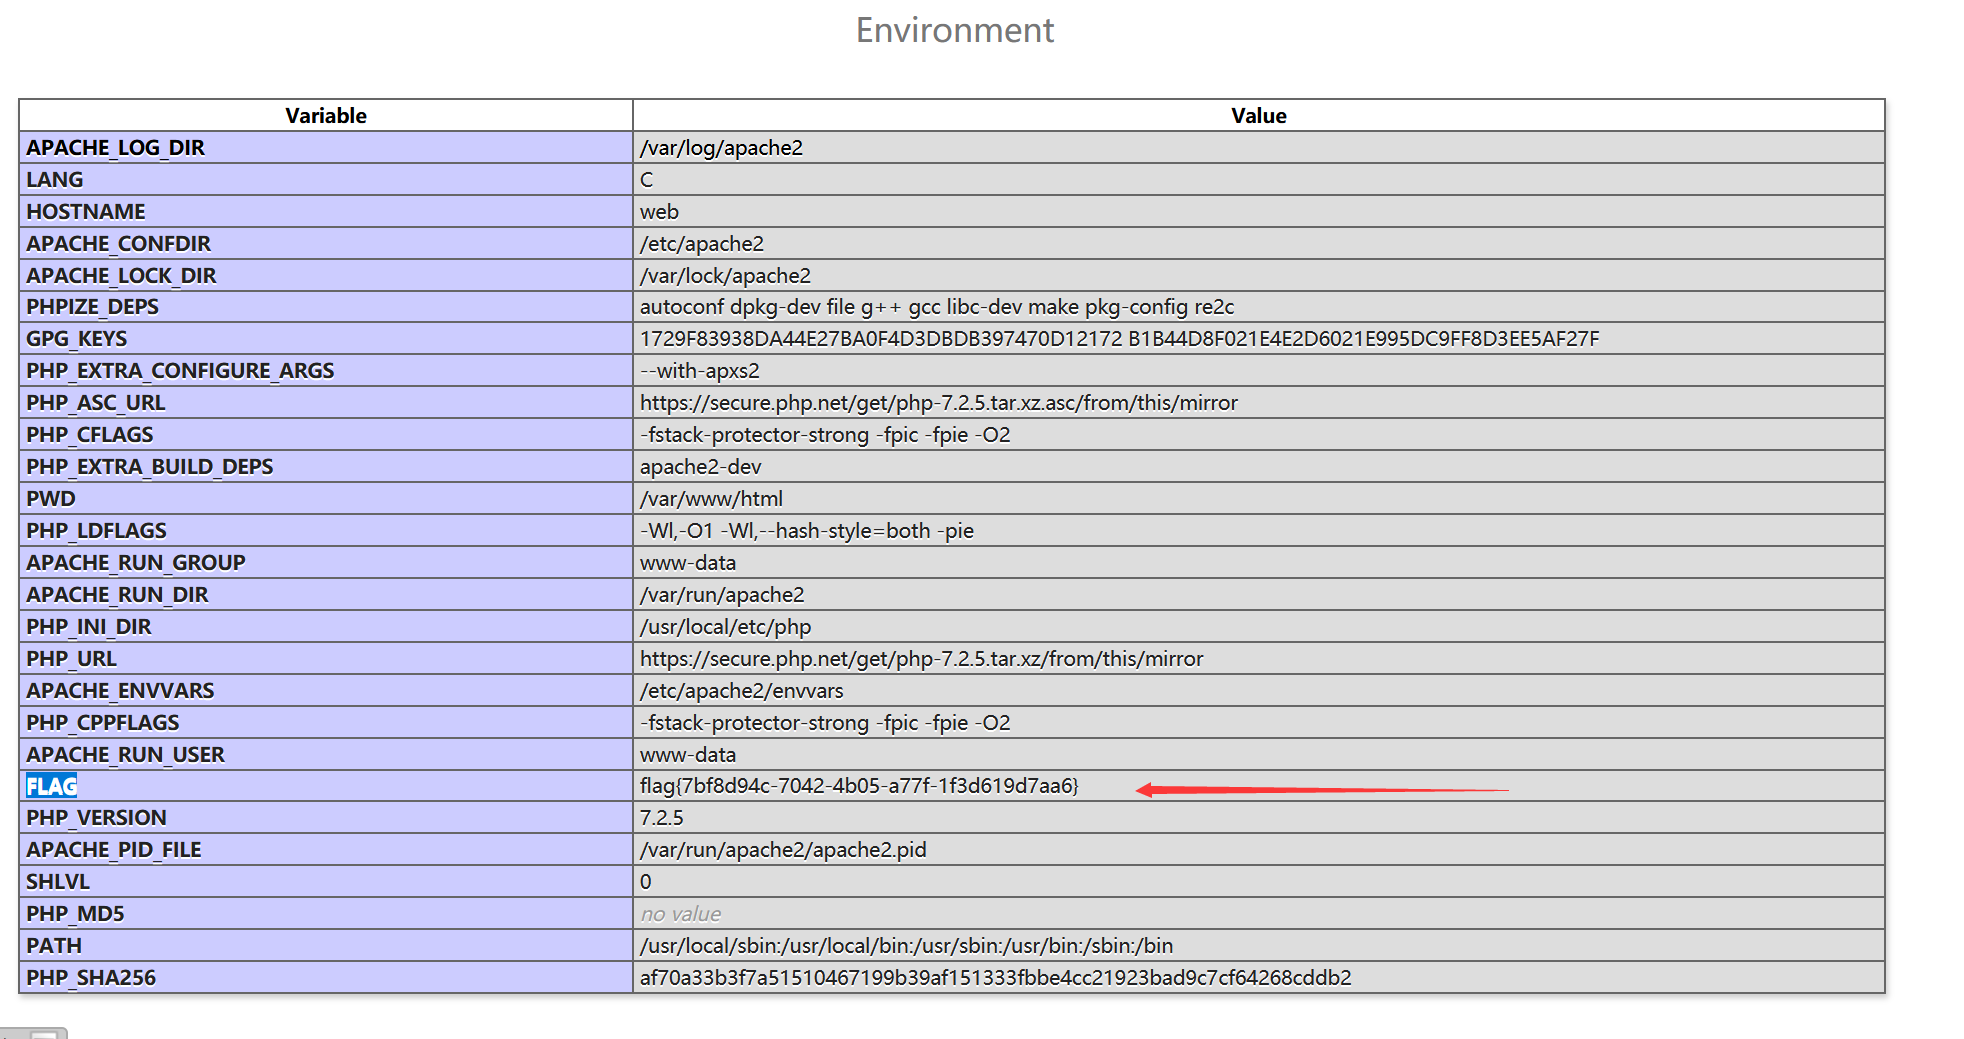 Environment
Variable Value
APACHE_LOG_DIR /var/log/apache2
LANG C
HOSTNAME web
APACHE_CONFDIR /etc/apache2
APACHE_LOCK_DIR /var/lock/apache2
PHPIZE_DEPS autoconf dpkg-dev file g++ gcc libc-dev make pkg-config re2c
GPG_KEYS 1729F83938DA44E27BA0F4D3DBDB397470D12172 B1B44D8F021E4E2D6021E995DC9FF8D3EE5AF27F
PHP_EXTRA_CONFIGURE_ARGS --with-apxs2
PHP_ASC_URL https://secure.php.net/get/php-7.2.5.tar.xz.asc/from/this/mirror
PHP_CFLAGS -fstack-protector-strong -fpic -fpie -O2
PHP_EXTRA_BUILD_DEPS apache2-dev
PWD /var/www/html
PHP_LDFLAGS -Wl,-O1 -Wl,--hash-style=both -pie
APACHE_RUN_GROUP www-data
APACHE_RUN_DIR /var/run/apache2
PHP_INI_DIR /usr/local/etc/php
PHP_URL https://secure.php.net/get/php-7.2.5.tar.xz/from/this/mirror
APACHE_ENVVARS /etc/apache2/envvars
PHP_CPPFLAGS -fstack-protector-strong -fpic -fpie -O2
APACHE_RUN_USER www-data
FLAG flag{7bf8d94c-7042-4b05-a77f-1f3d619d7aa6}
PHP_VERSION 7.2.5
APACHE_PID_FILE /var/run/apache2/apache2.pid
SHLVL 0
PHP_MD5 no value
PATH /usr/local/sbin:/usr/local/bin:/usr/sbin:/usr/bin:/sbin:/bin
PHP_SHA256 af70a33b3f7a51510467199b39af151333fbbe4cc21923bad9c7cf64268cddb2